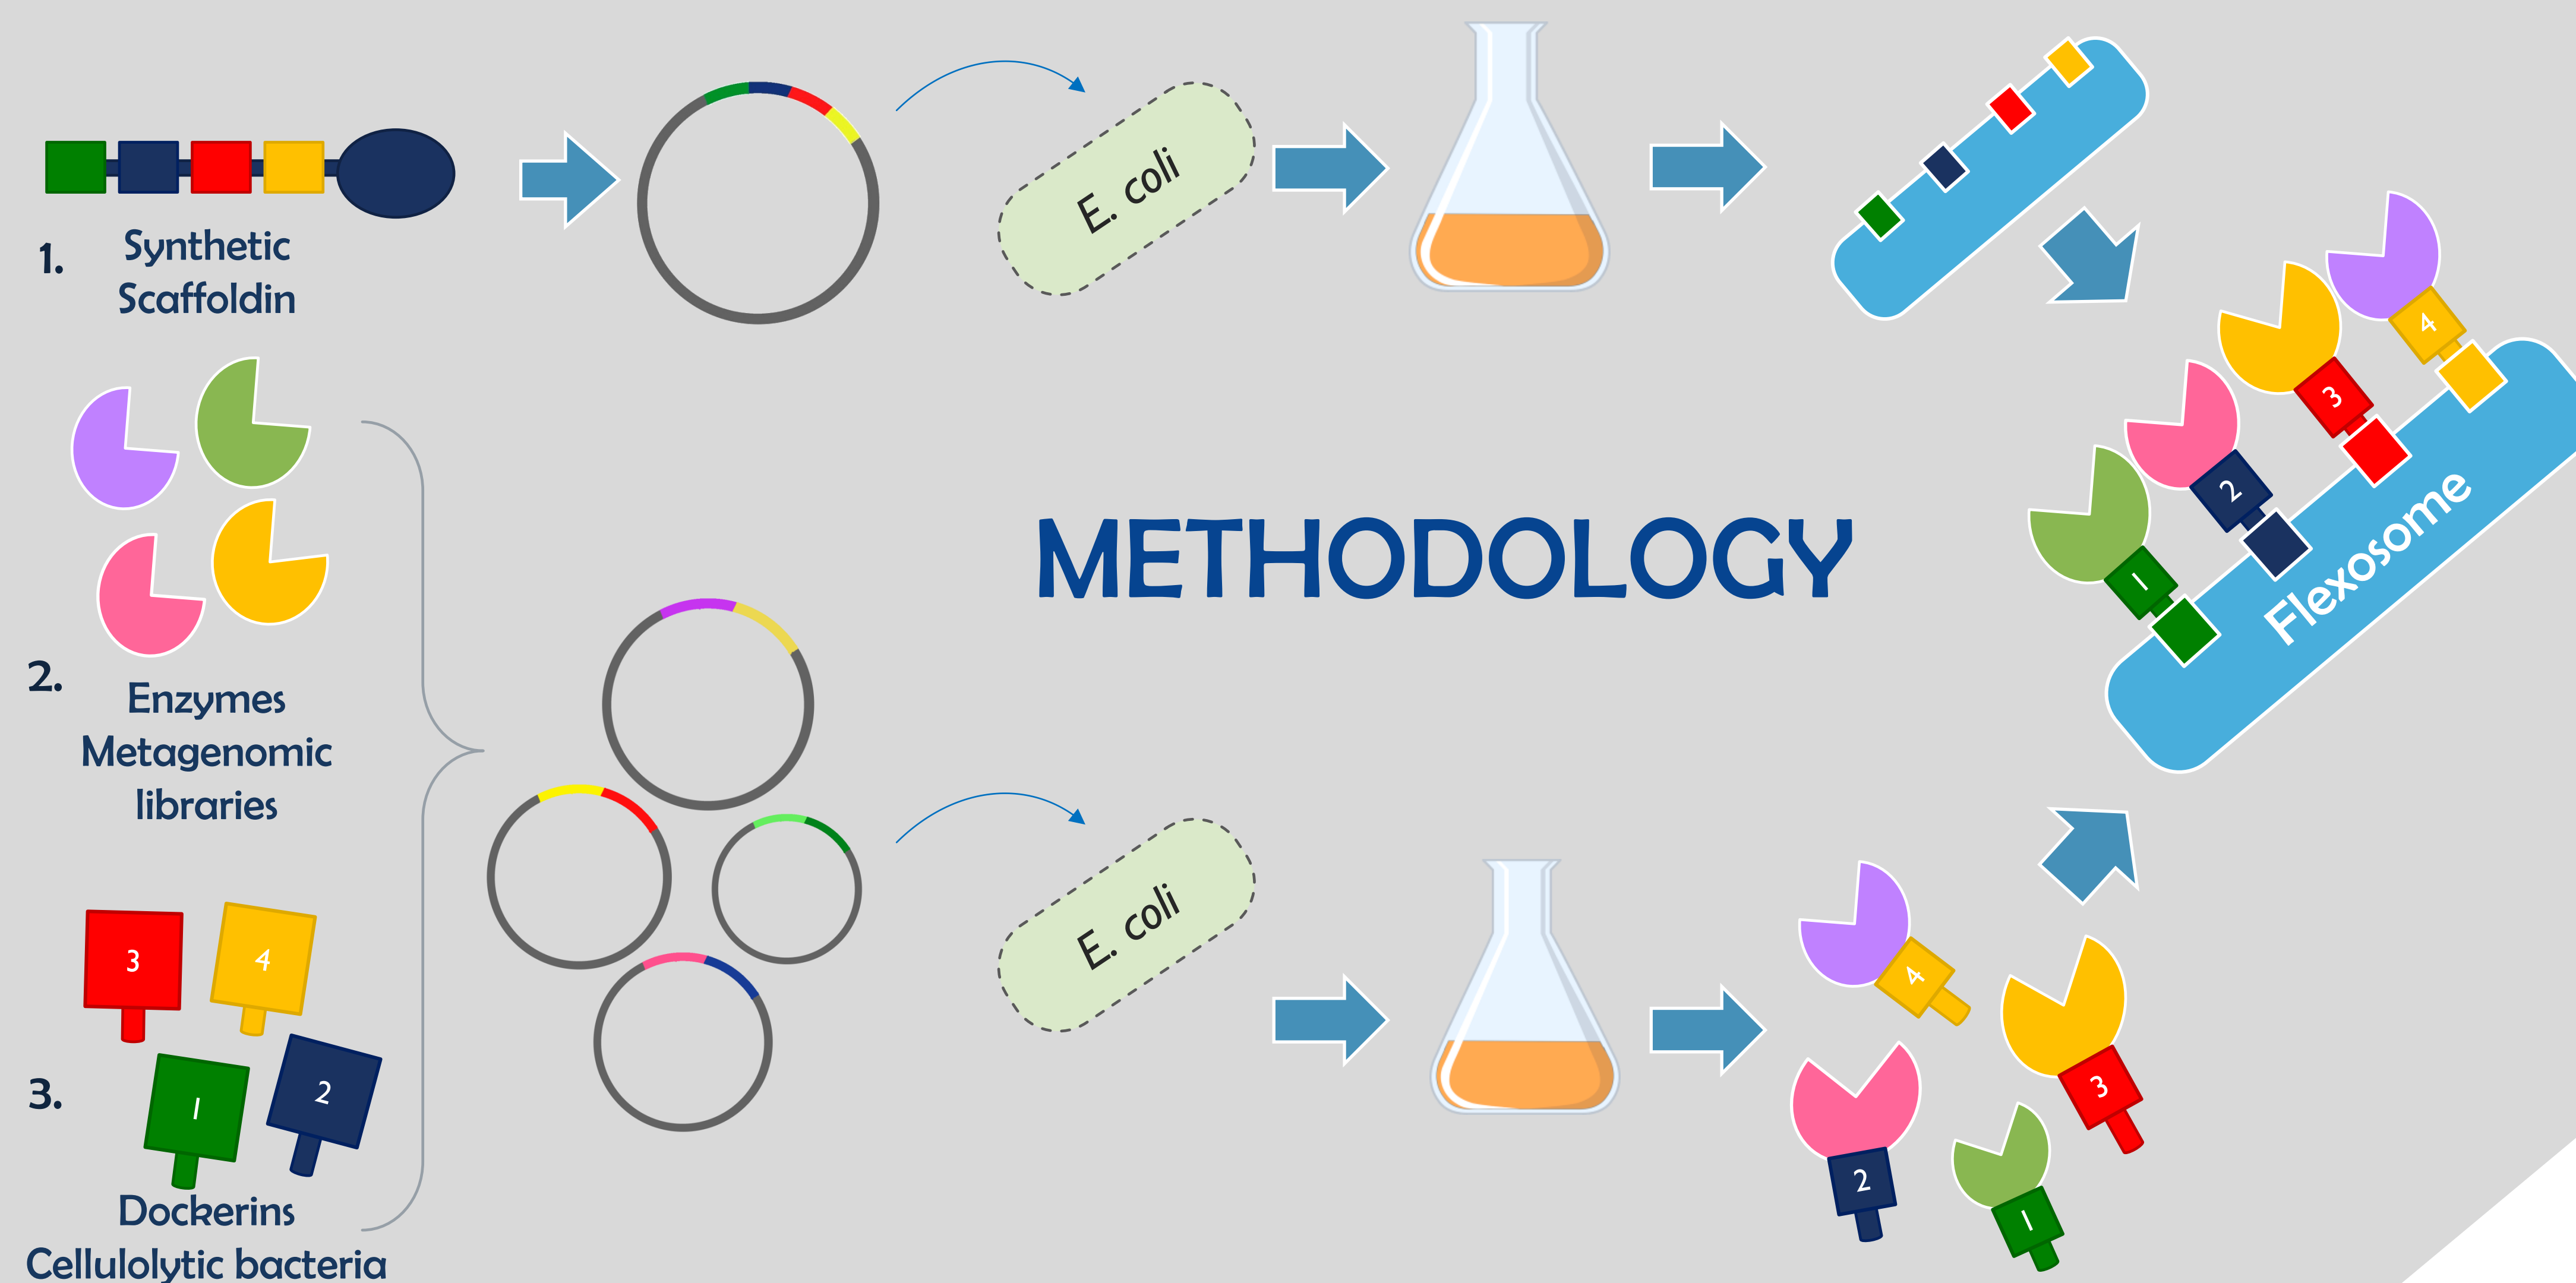 1.
Synthetic
Scaffoldin
E. coli
METHODOLOGY
2.
Enzymes
Metagenomic
libraries
3
4
1
2
3.
Dockerins
Cellulolytic bacteria
E. coli
4
3
2
1
4
3
2
1
Flexosome